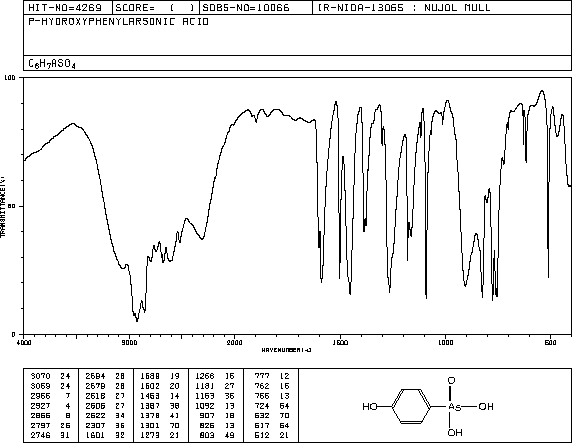 HIT-NO=4269 SCORE= ( ) SDBS-NO=10066 IR-NIDA-13065 : NUJOL MULL
P-HYDROXYPHENYLARSONIC ACID
C6H7ASO4
100
TRANSMITTANCE(%)
50
0
4000 3000 2000 1500 1000 500
WAVENUMBER(-1)
3070 24 2694 28 1689 19 1266 15 777 12
3059 24 2679 28 1602 20 1181 27 762 15
2956 7 2616 27 1463 14 1163 36 755 13
2927 4 2606 27 1387 38 1092 13 724 64
2866 8 2622 34 1378 41 907 18 632 70
2797 26 2307 36 1301 70 826 13 617 64
2746 31 1601 32 1273 21 803 49 512 21
O
HO As OH
OH